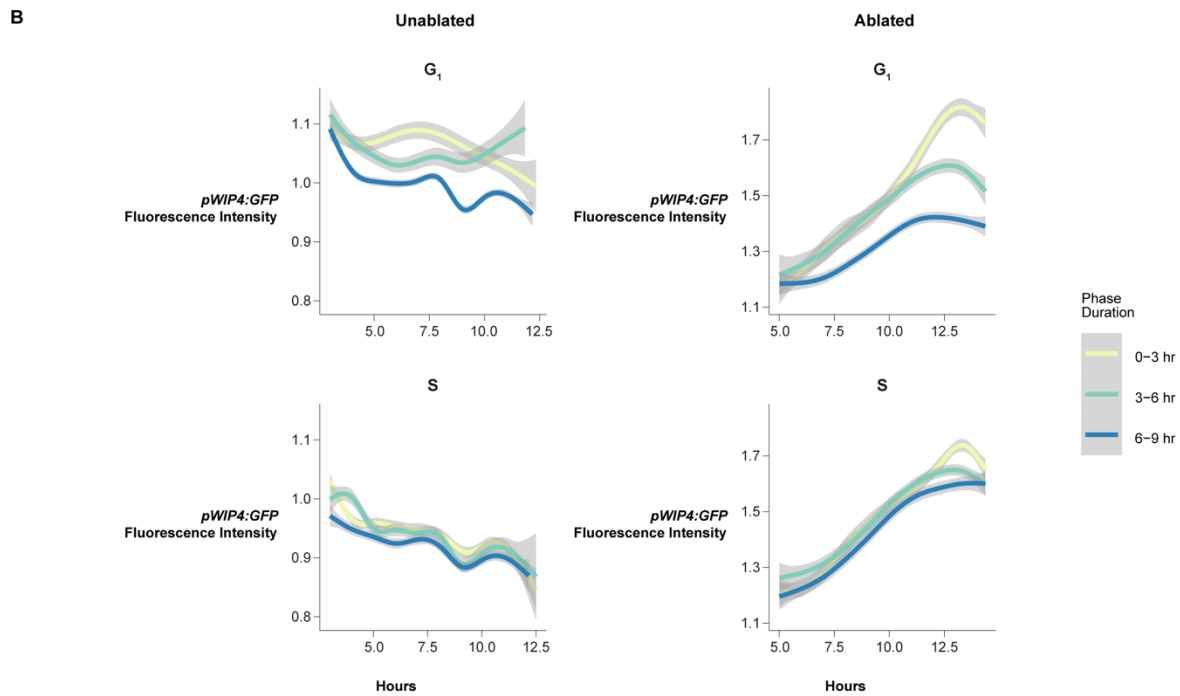 B
Unablated
Ablated
G1
G1
1.1
1.0
0.9
0.8
pWIP4:GFP
Fluorescence Intensity
5.0 7.5 10.0 12.5
1.7
1.5
1.3
1.1
pWIP4:GFP
Fluorescence Intensity
5.0 7.5 10.0 12.5
Phase
Duration
0–3 hr
3–6 hr
6–9 hr
S
S
1.1
1.0
0.9
0.8
pWIP4:GFP
Fluorescence Intensity
5.0 7.5 10.0 12.5
1.7
1.5
1.3
1.1
pWIP4:GFP
Fluorescence Intensity
5.0 7.5 10.0 12.5
Hours
Hours